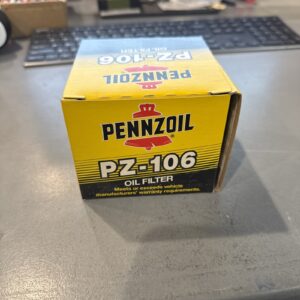 PZ-106
PENNZOIL
PENNZOIL
PZ-106
OIL FILTER
Meets or exceeds vehicle
manufacturers' warranty requirements.